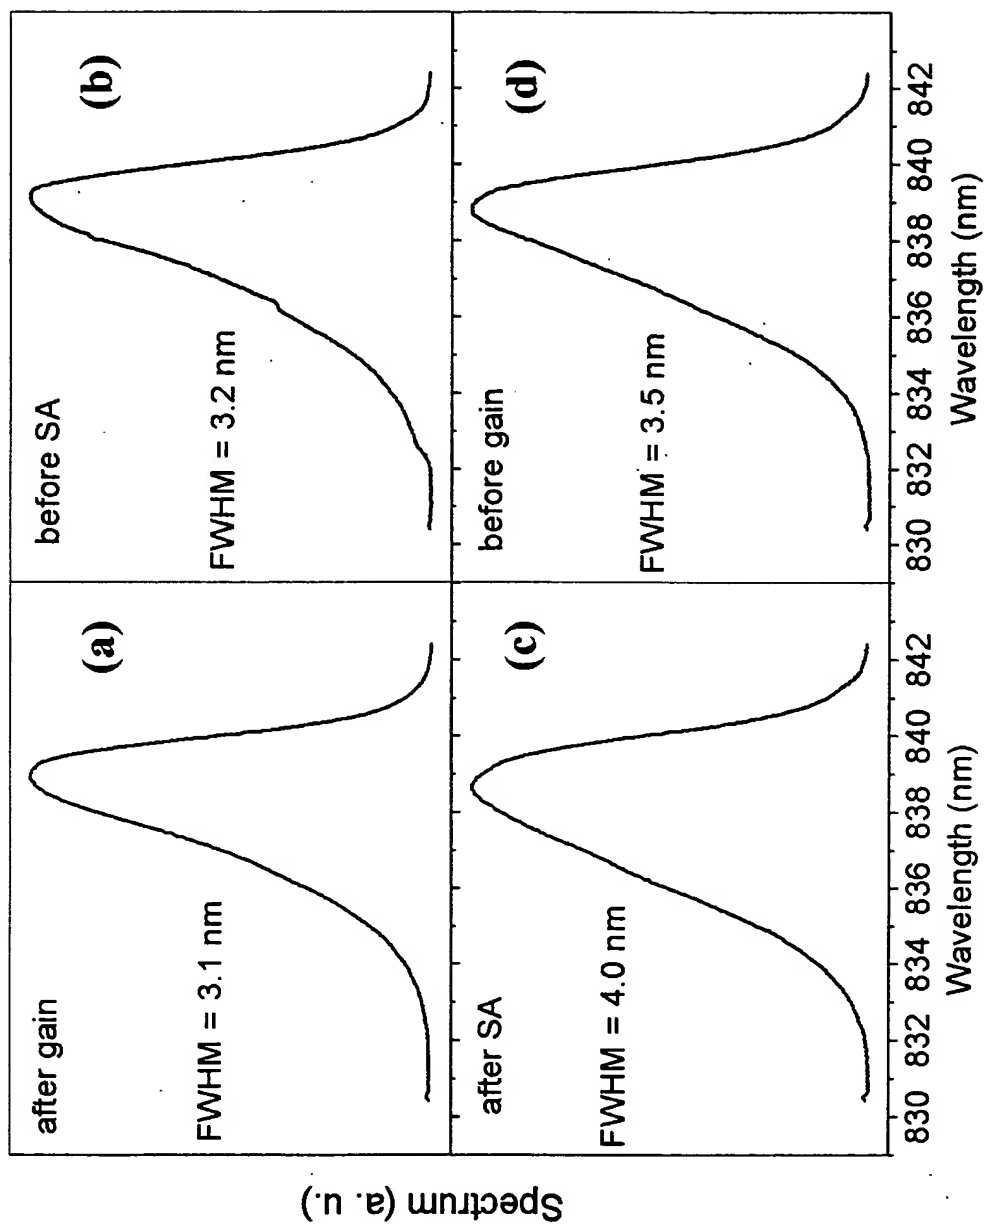 Spectrum (a. u.)
after gain
(a)
FWHM = 3.1 nm
before SA
(b)
FWHM = 3.2 nm
after SA
(c)
FWHM = 4.0 nm
before gain
(d)
FWHM = 3.5 nm
830 832 834 836 838 840 842
830 832 834 836 838 840 842
Wavelength (nm)
Wavelength (nm)